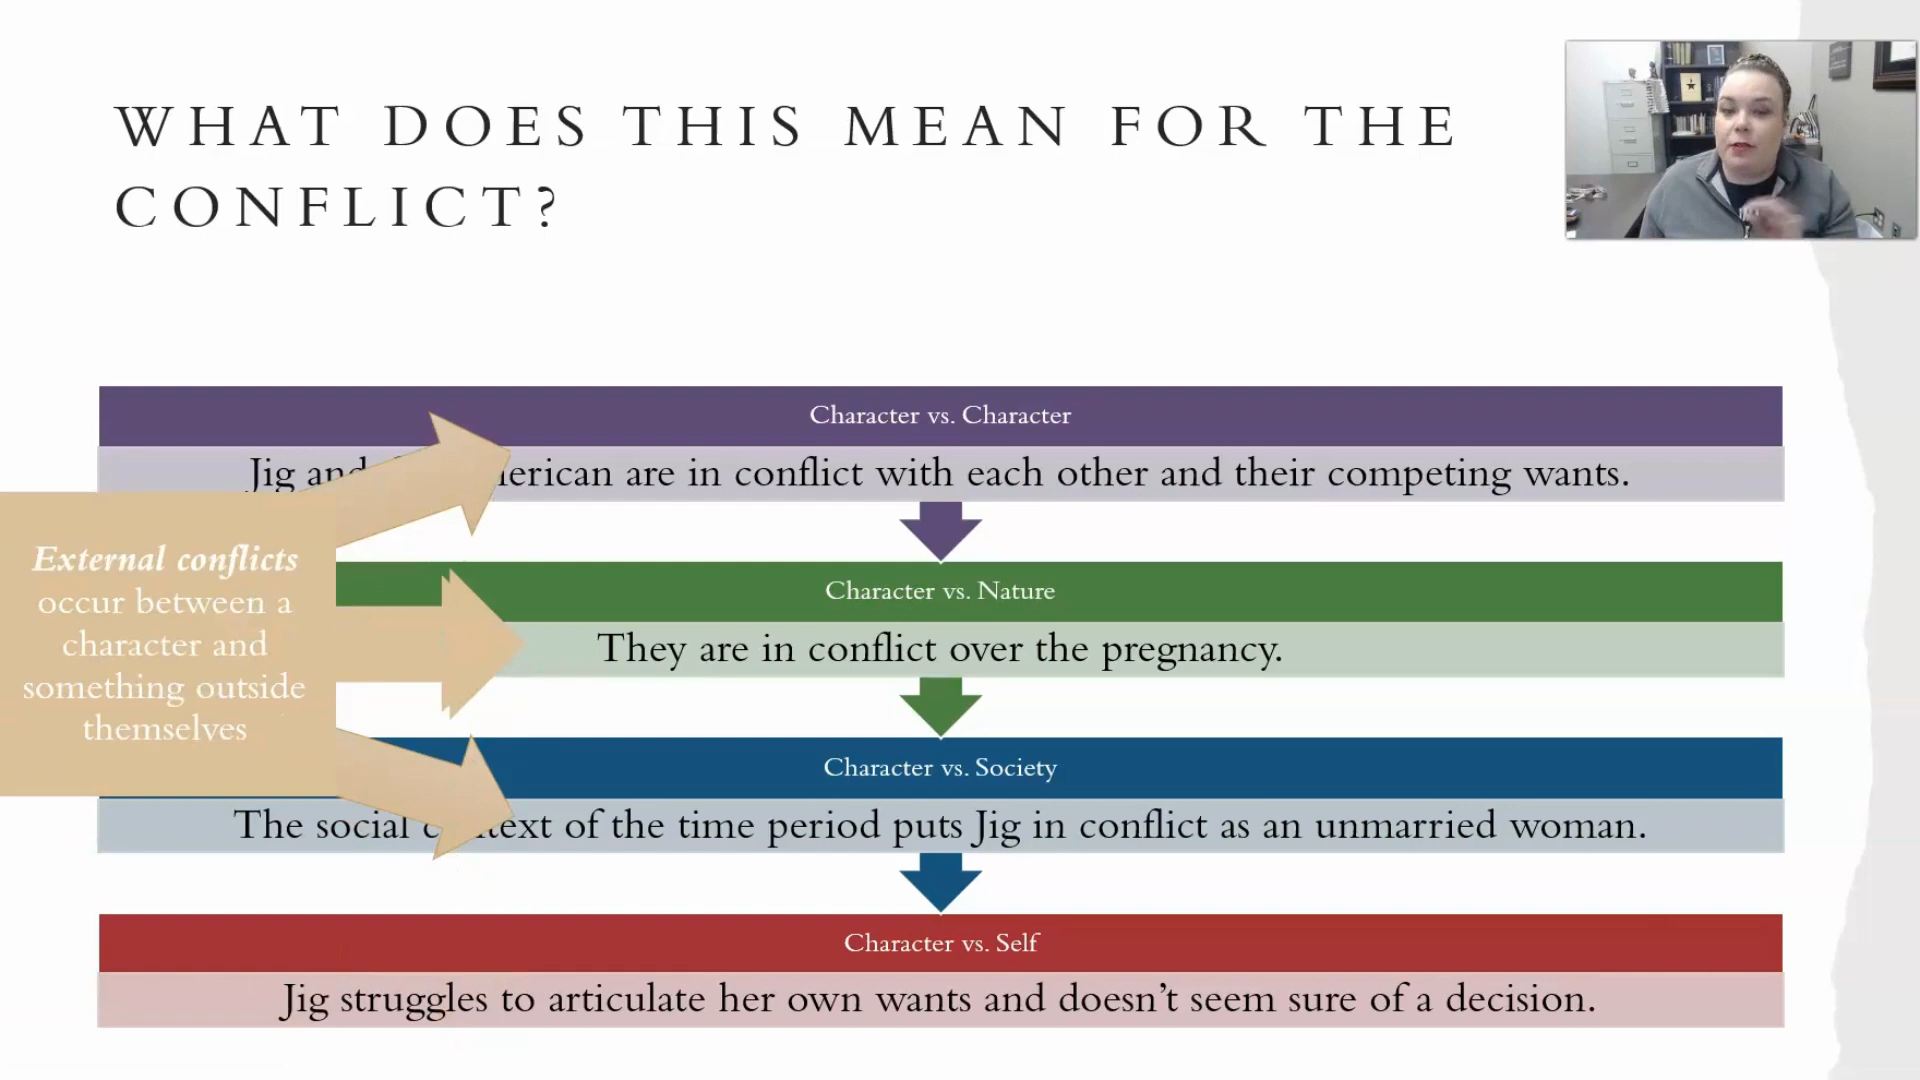 WHAT DOES THIS MEAN FOR THE
CONFLICT?
Character vs. Character
Jig and erican are in conflict with each other and their competing wants.
External conflicts
occur between a
character and
something outside
themselves
Character vs. Nature
They are in conflict over the pregnancy.
Character vs. Society
The social c text of the time period puts Jig in conflict as an unmarried woman.
Character vs. Self
Jig struggles to articulate her own wants and doesn't seem sure of a decision.